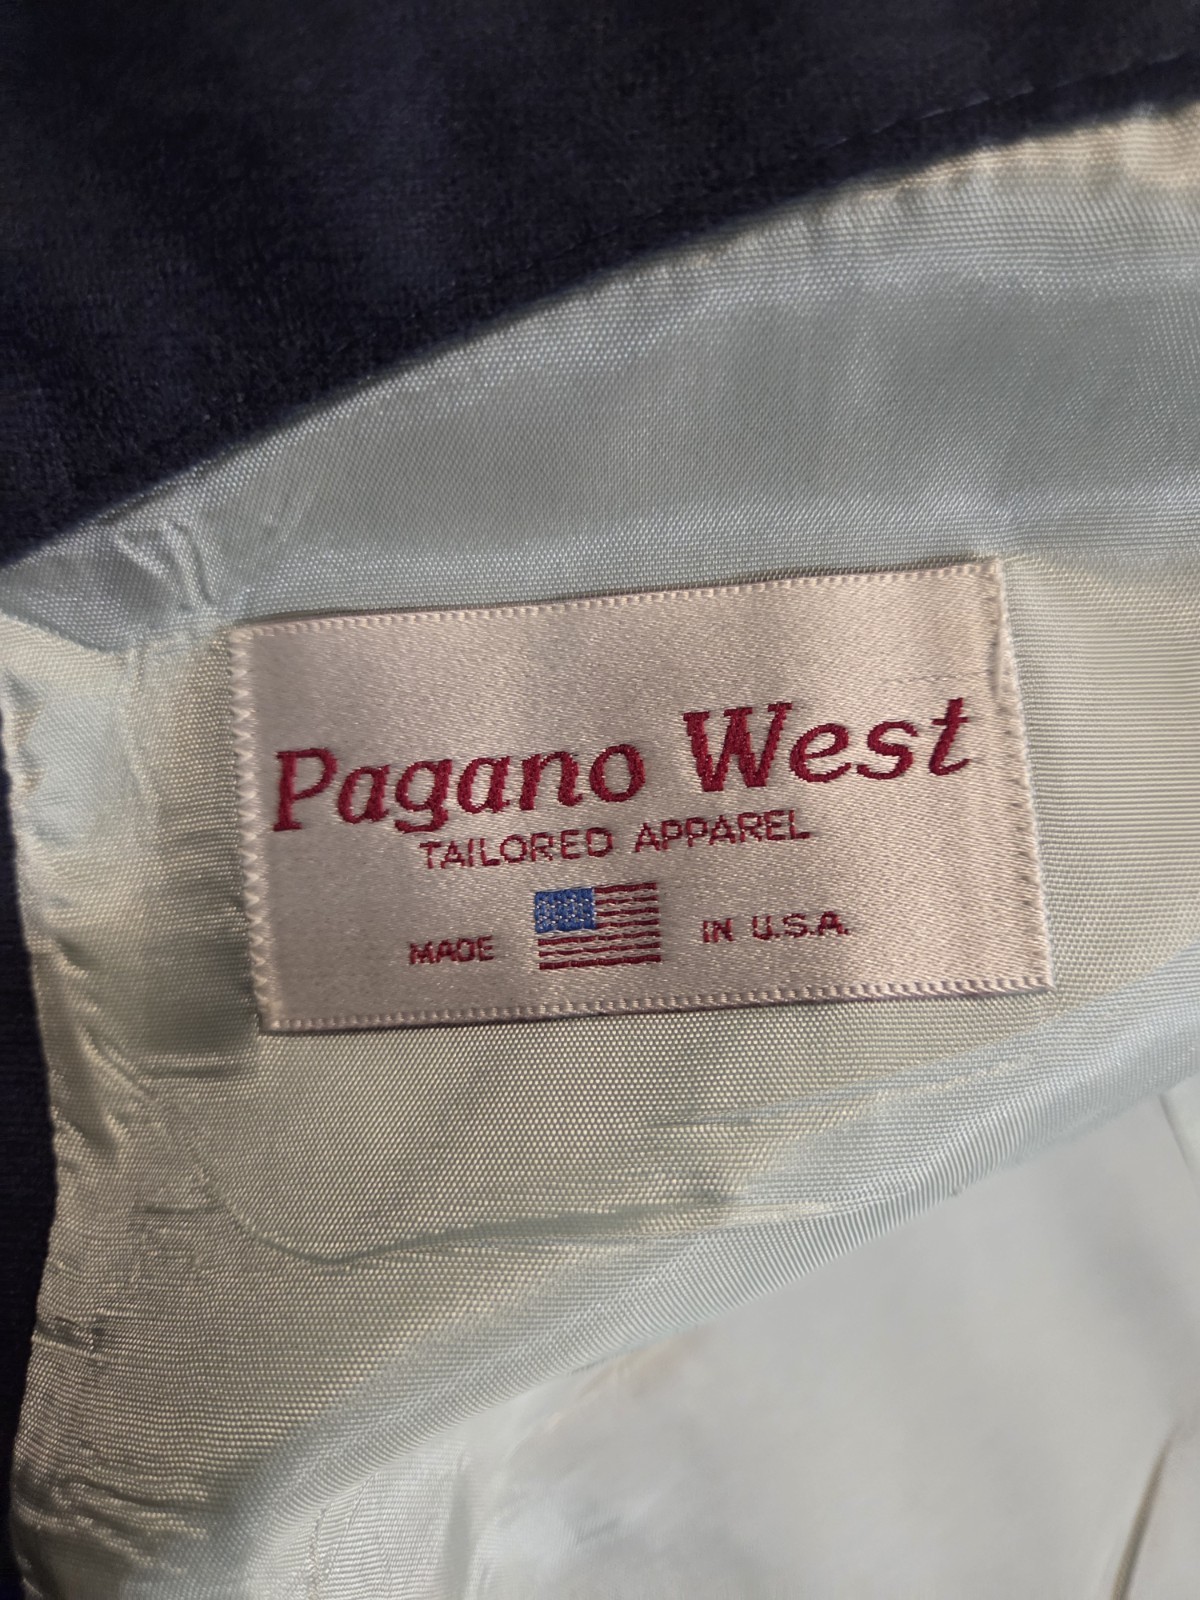 Pagano West
TAILORED APPAREL
MADE IN U.S.A.